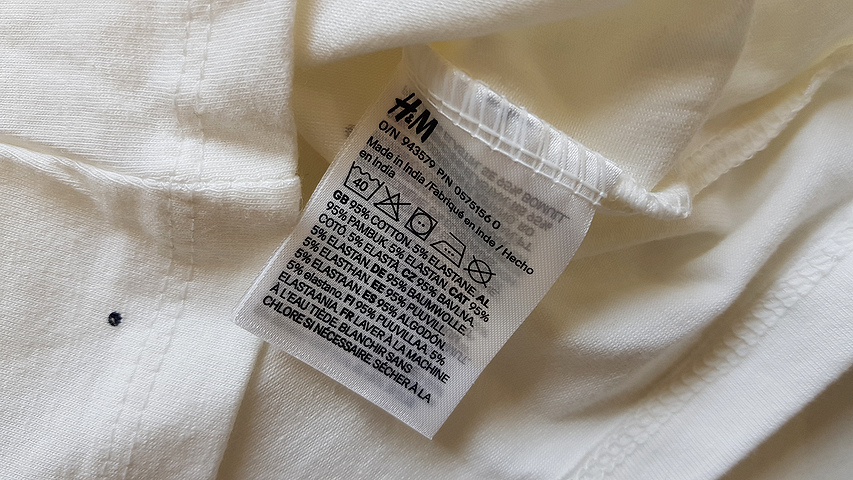 H&M
O/N 943579 P/N 0575156 0
Made in India /Fabriqué en Inde / Hecho
en India
40
GB 95% COTTON. 5% ELASTANE. AL
95% PAMBUK. 5% ELASTAN. CAT 95%
COTÓ. 5% ELASTÀ. CZ 95% BAVLNA.
5% ELASTAN. DE 95% BAUMWOLLE.
5% ELASTHAN. EE 95% PUUVILL.
5% ELASTAAN. ES 95% ALGODÓN.
5% elastano. FI 95% PUUVILLAA. 5%
ELASTAANIA. FR LAVER À LA MACHINE
À L'EAU TIÈDE BLANCHIR SANS
CHLORE SI NÉCESSAIRE. SÉCHER À LA